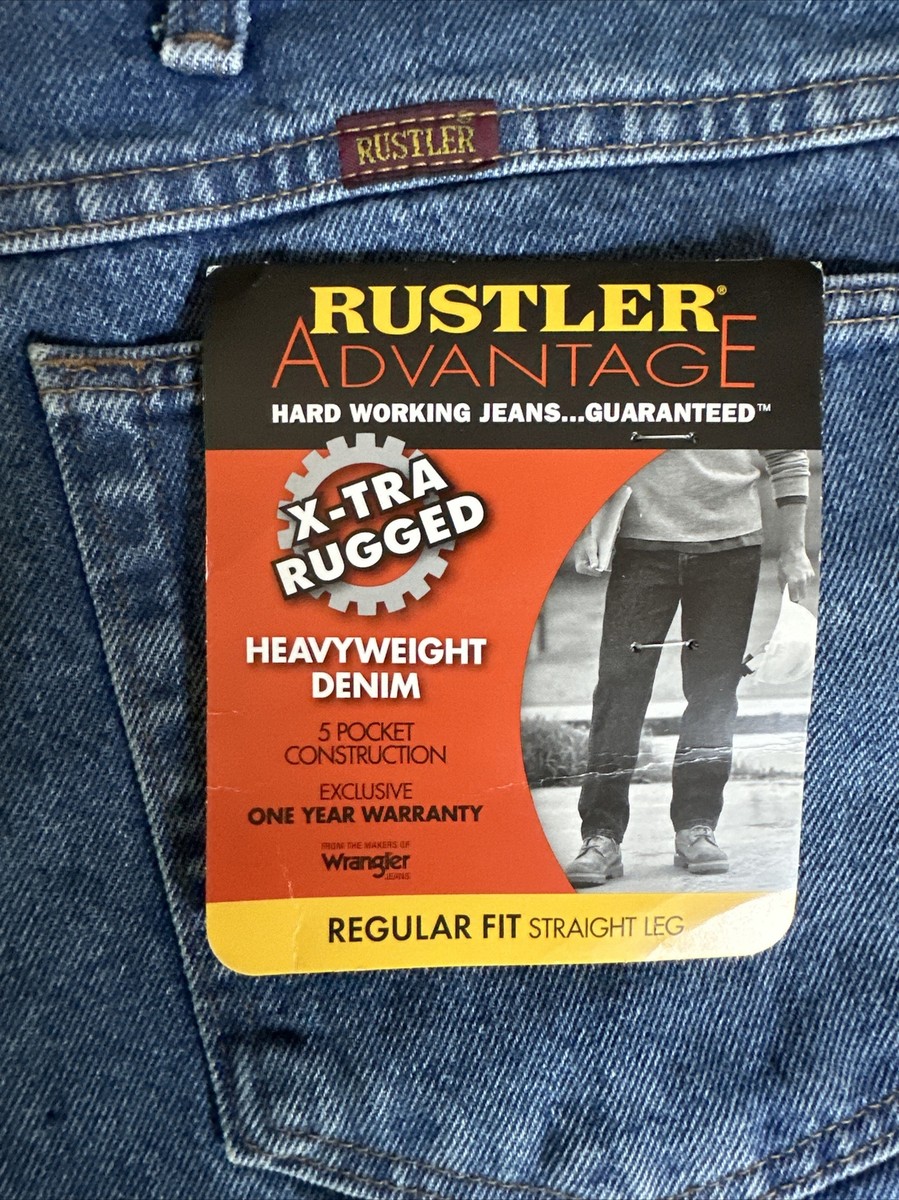 RUSTLER®
RUSTLER®
ADVANTAGE
HARD WORKING JEANS...GUARANTEED™
X-TRA
RUGGED
HEAVYWEIGHT
DENIM
5 POCKET
CONSTRUCTION
EXCLUSIVE
ONE YEAR WARRANTY
FROM THE MAKERS OF
Wrangler
JEANS
REGULAR FIT STRAIGHT LEG